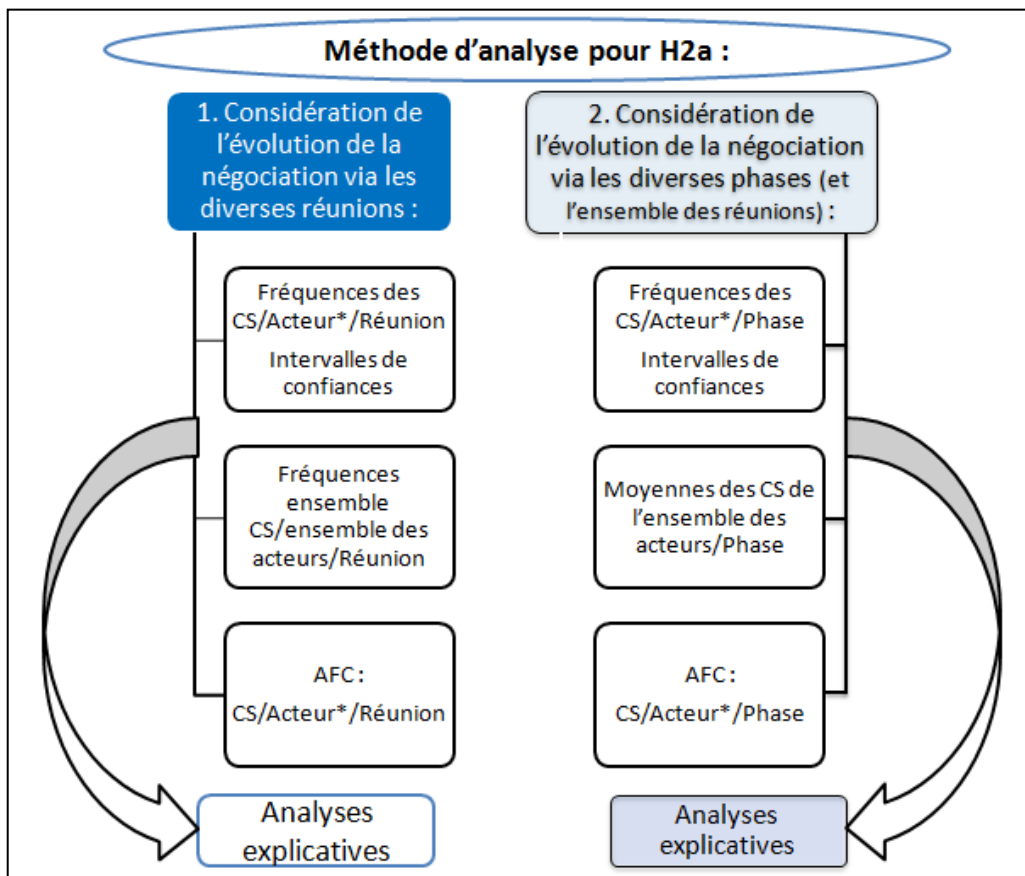 Méthode d'analyse pour H2a :
1. Considération de
l'évolution de la
négociation via les
diverses réunions :
Fréquences des
CS/Acteur*/Réunion
Intervalles de
confiances
Fréquences
ensemble
CS/ensemble des
acteurs/Réunion
AFC :
CS/Acteur*/Réunion
Analyses
explicatives
2. Considération de
l'évolution de la négociation
via les diverses phases (et
l'ensemble des réunions) :
Fréquences des
CS/Acteur*/Phase
Intervalles de
confiances
Moyennes des CS de
l'ensemble des
acteurs/Phase
AFC :
CS/Acteur*/Phase
Analyses
explicatives